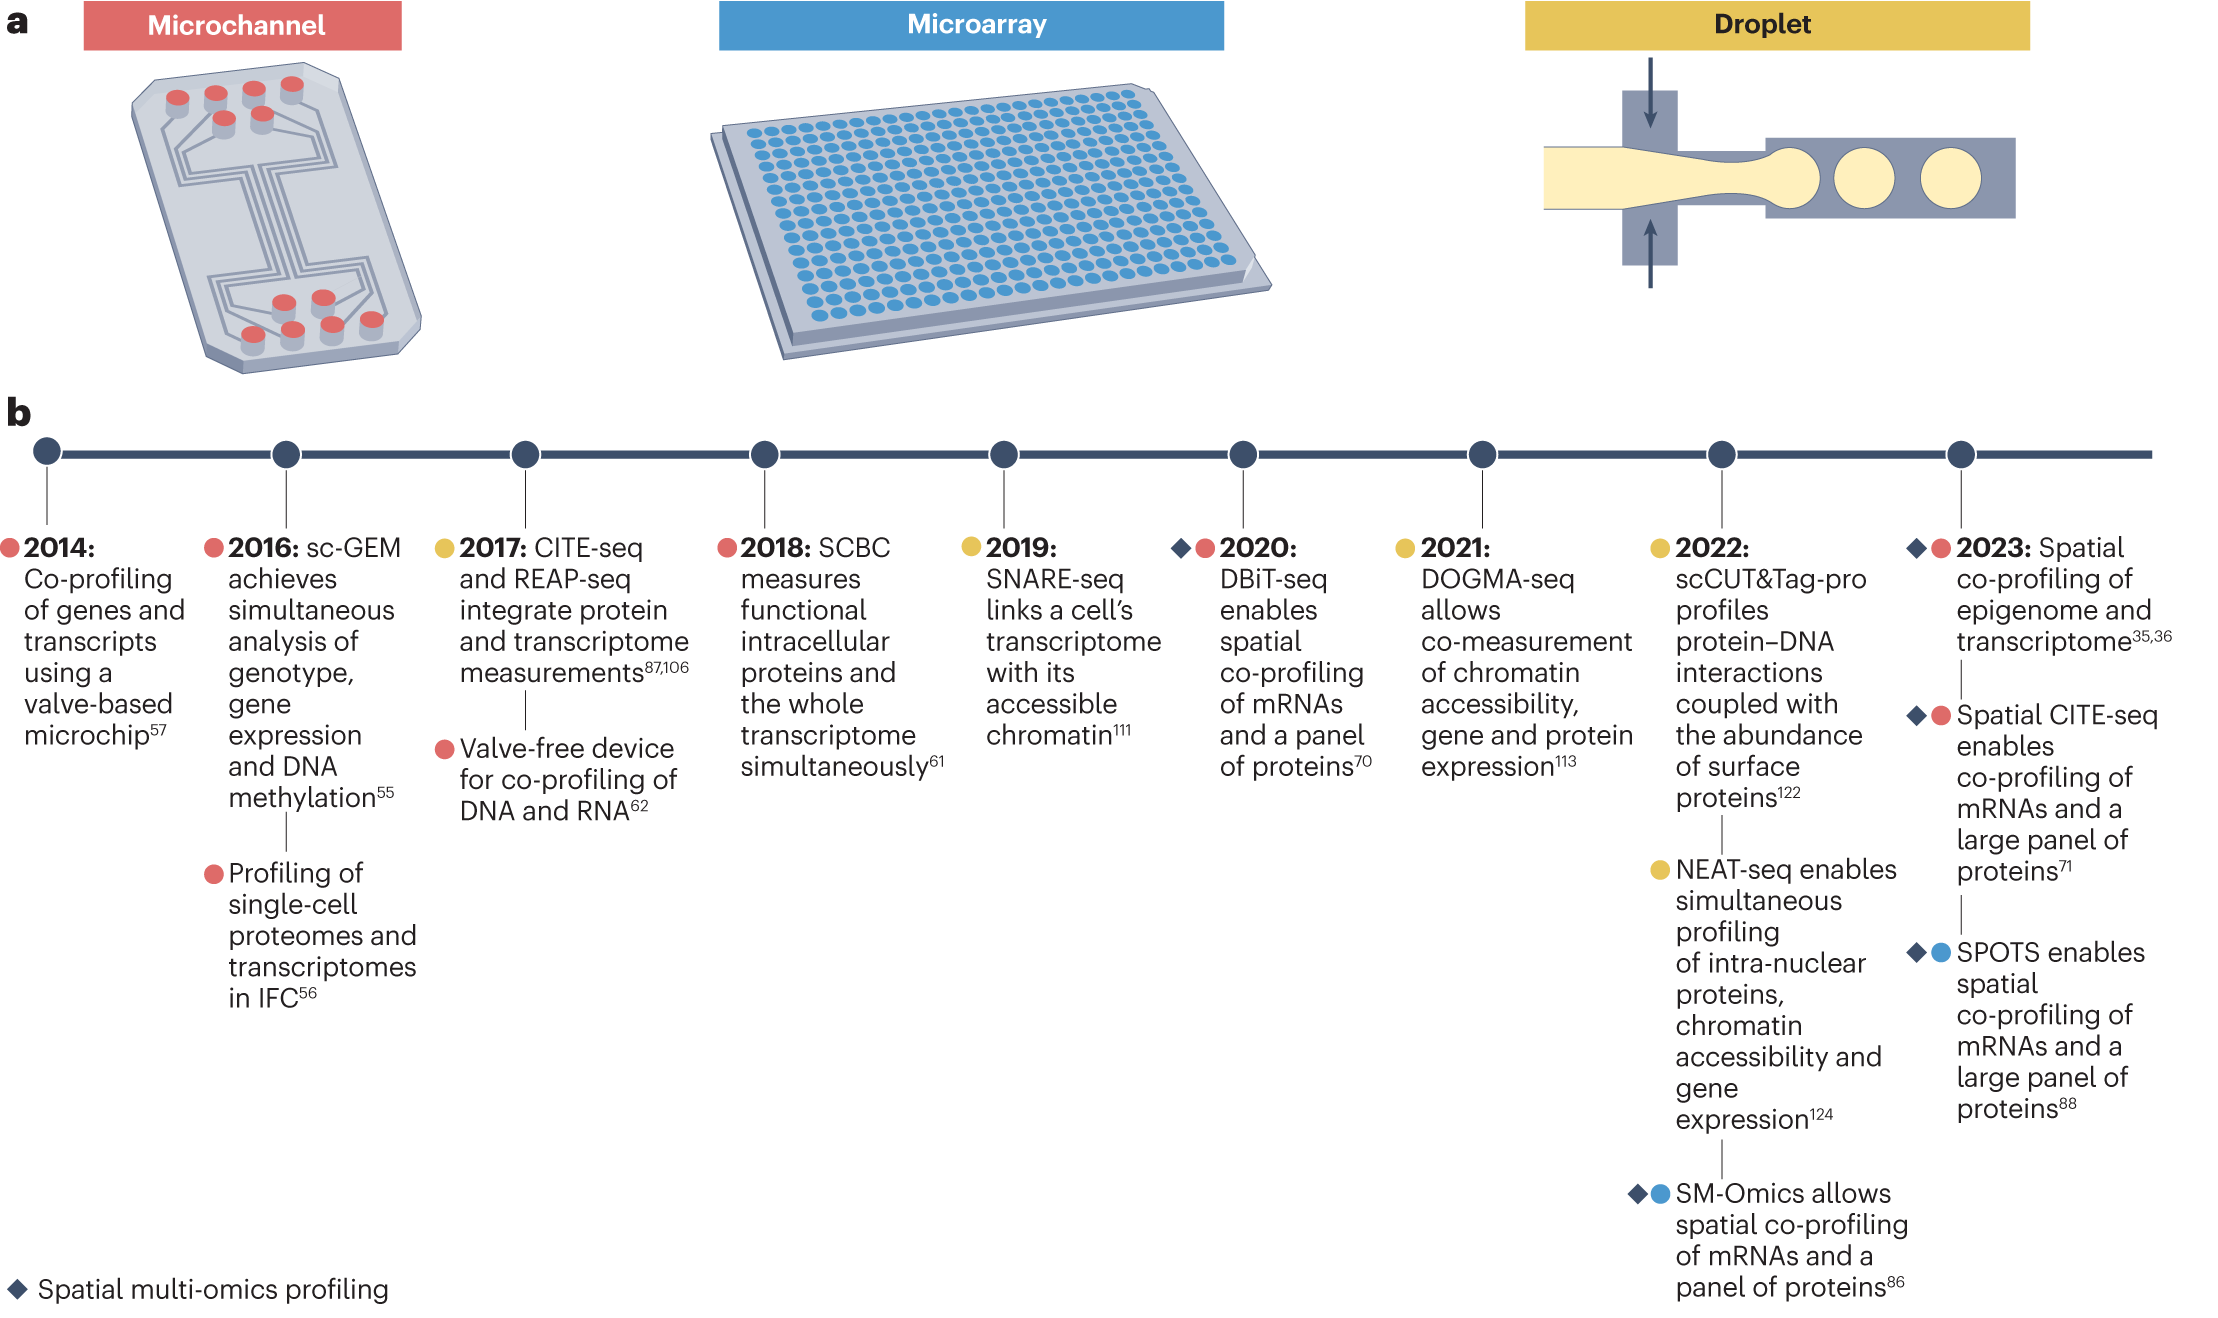 a
Microchannel
Microarray
Droplet
b
2014:
Co-profiling
of genes and
transcripts
using a
valve-based
microchip57
2016: sc-GEM
achieves
simultaneous
analysis of
genotype,
gene
expression
and DNA
methylation55
Profiling of
single-cell
proteomes and
transcriptomes
in IFC56
2017: CITE-seq
and REAP-seq
integrate protein
and transcriptome
measurements87,106
Valve-free device
for co-profiling of
DNA and RNA62
2018: SCBC
measures
functional
intracellular
proteins and
the whole
transcriptome
simultaneously61
2019:
SNARE-seq
links a cell’s
transcriptome
with its
accessible
chromatin111
2020:
DBiT-seq
enables
spatial
co-profiling
of mRNAs
and a panel
of proteins70
2021:
DOGMA-seq
allows
co-measurement
of chromatin
accessibility,
gene and protein
expression113
2022:
scCUT&Tag-pro
profiles
protein–DNA
interactions
coupled with
the abundance
of surface
proteins122
NEAT-seq enables
simultaneous
profiling
of intra-nuclear
proteins,
chromatin
accessibility and
gene
expression124
SM-Omics allows
spatial co-profiling
of mRNAs and a
panel of proteins86
2023: Spatial
co-profiling of
epigenome and
transcriptome35,36
Spatial CITE-seq
enables
co-profiling of
mRNAs and a
large panel of
proteins71
SPOTS enables
spatial
co-profiling of
mRNAs and a
large panel of
proteins88
Spatial multi-omics profiling